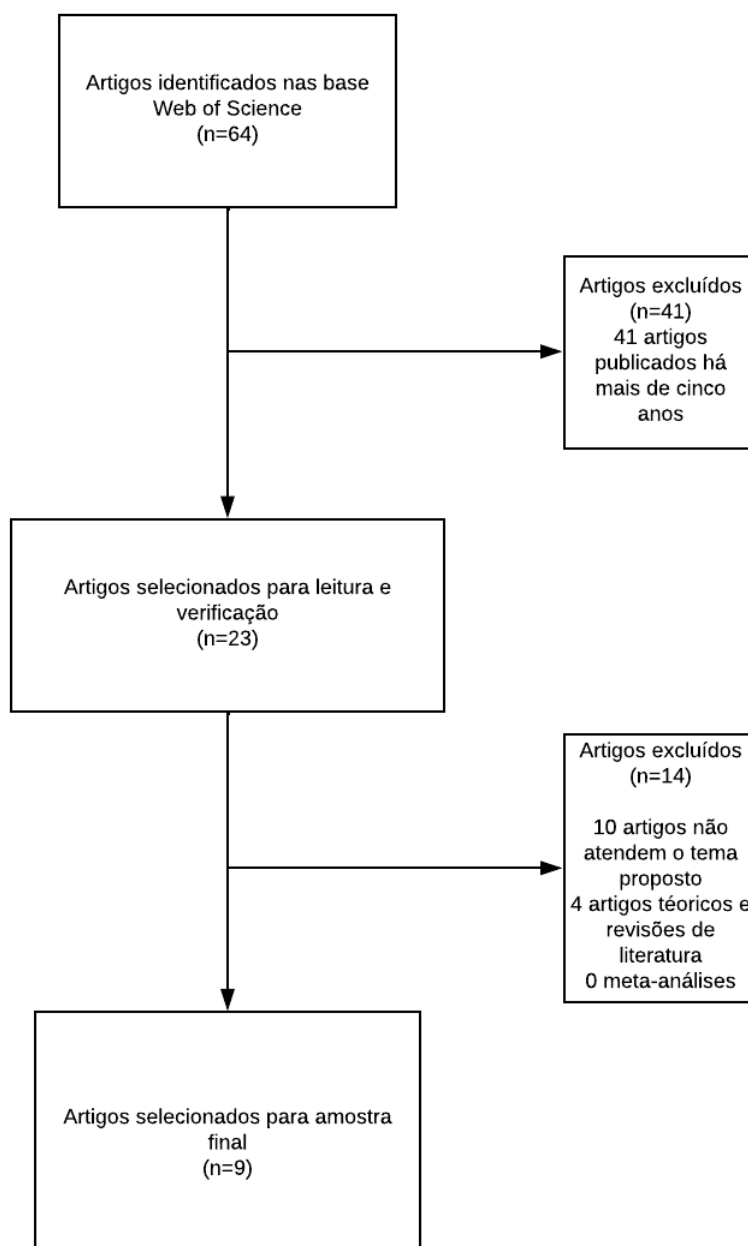 Artigos identificados nas base
Web of Science
(n=64)
Artigos excluídos
(n=41)
41 artigos
publicados há
mais de cinco
anos
Artigos selecionados para leitura e
verificação
(n=23)
Artigos excluídos
(n=14)
10 artigos não
atendem o tema
proposto
4 artigos téoricos e
revisões de
literatura
0 meta-análises
Artigos selecionados para amostra
final
(n=9)